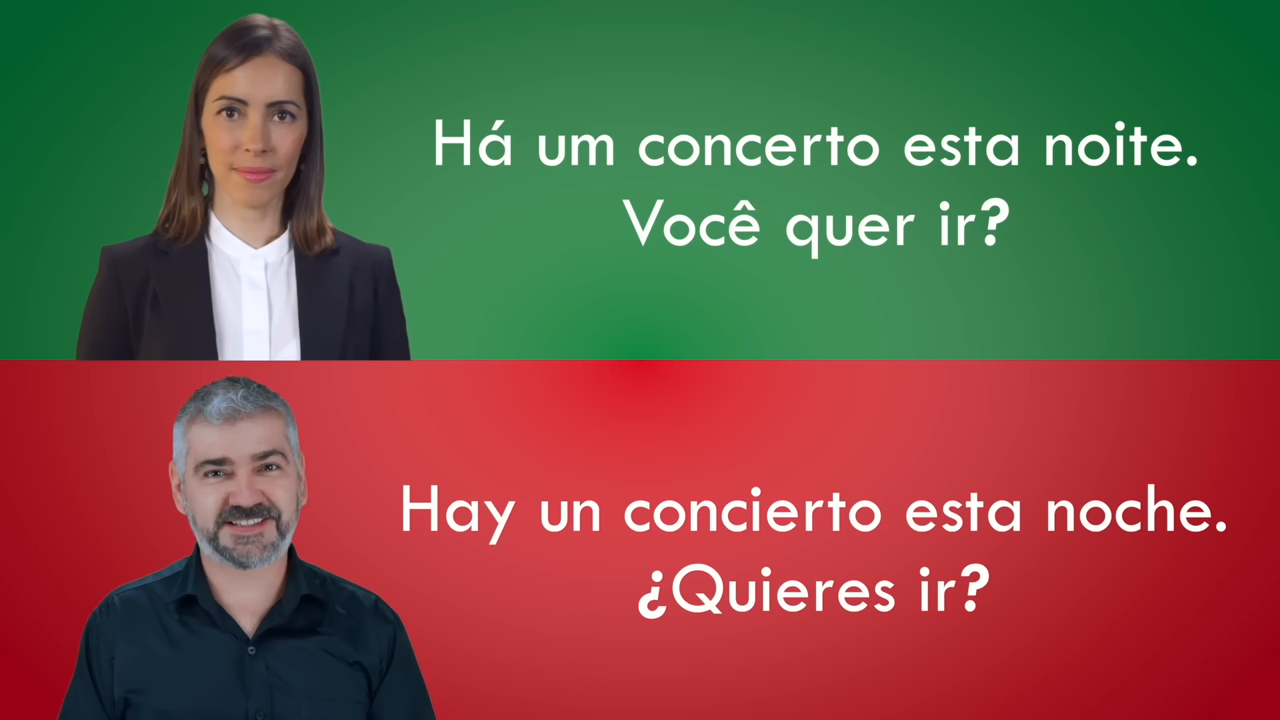 Há um concerto esta noite.
Você quer ir?
Hay un concierto esta noche.
¿Quieres ir?